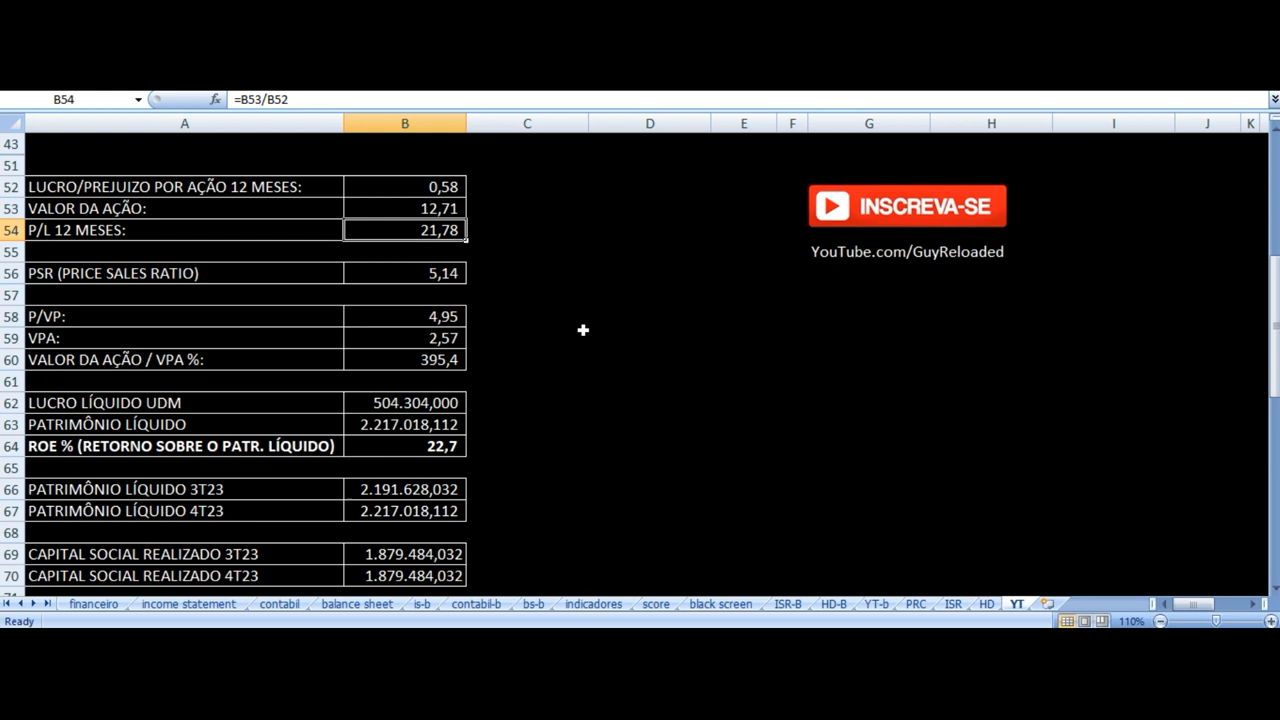 B54 fx =B53/B52
A B C D E F G H I J K
43
51
52 LUCRO/PREJUIZO POR AÇÃO 12 MESES: 0,58
53 VALOR DA AÇÃO: 12,71
54 P/L 12 MESES: 21,78
55
56 PSR (PRICE SALES RATIO) 5,14
57
58 P/VP: 4,95
59 VPA: 2,57
60 VALOR DA AÇÃO / VPA %: 395,4
61
62 LUCRO LÍQUIDO UDM 504.304,000
63 PATRIMÔNIO LÍQUIDO 2.217.018,112
64 ROE % (RETORNO SOBRE O PATR. LÍQUIDO) 22,7
65
66 PATRIMÔNIO LÍQUIDO 3T23 2.191.628,032
67 PATRIMÔNIO LÍQUIDO 4T23 2.217.018,112
68
69 CAPITAL SOCIAL REALIZADO 3T23 1.879.484,032
70 CAPITAL SOCIAL REALIZADO 4T23 1.879.484,032
INSCREVA-SE
YouTube.com/GuyReloaded
financeiro income statement contabil balance sheet is-b contabil-b bs-b indicadores score black screen ISR-B HD-B YT-b PRC ISR HD YT
Ready 110%